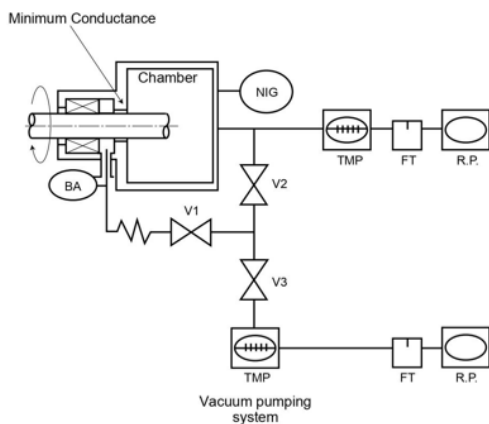 Minimum Conductance
Chamber
NIG
TMP
FT
R.P.
BA
V2
V1
V3
TMP
FT
R.P.
Vacuum pumping
system